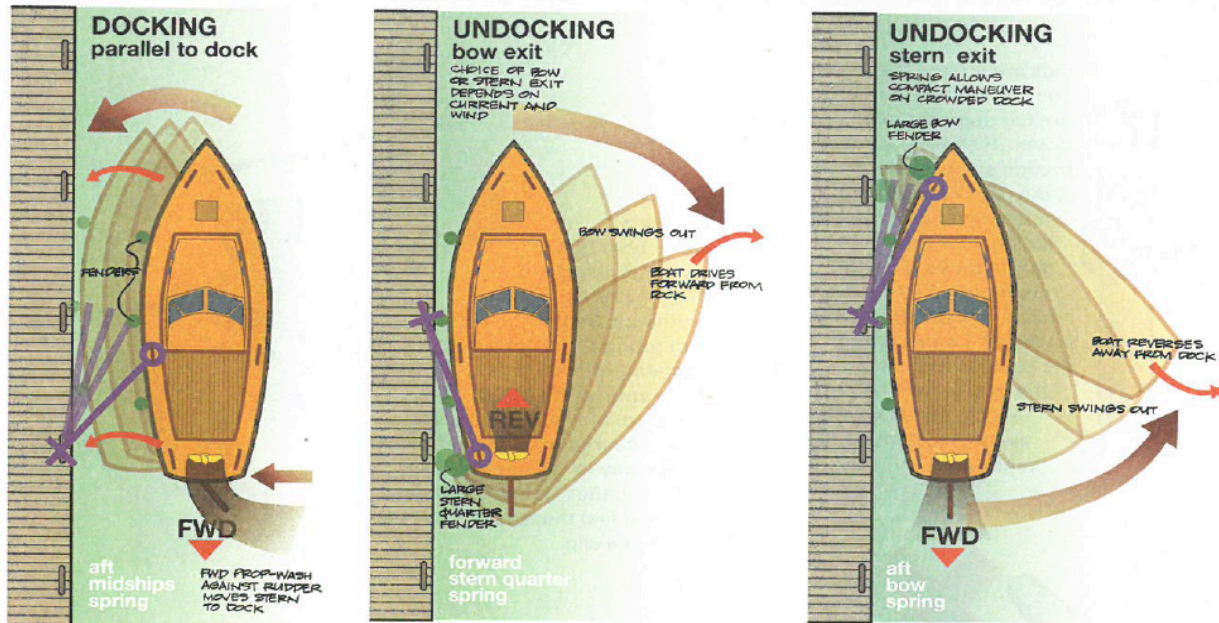 DOCKING
parallel to dock
FENDERS
FWD
aft
midships
spring
FWD PROP-WASH
AGAINST RUDDER
MOVES STERN
TO DOCK
UNDOCKING
bow exit
CHOICE OF BOW
OR STERN EXIT
DEPENDS ON
CURRENT AND
WIND
BOW SWINGS OUT
BOAT DRIVES
FORWARD FROM
DOCK
REV
LARGE
STERN
QUARTER
FENDER
forward
stern quarter
spring
UNDOCKING
stern exit
SPRING ALLOWS
COMPACT MANEUVER
ON CROWDED DOCK
LARGE BOW
FENDER
BOAT REVERSES
AWAY FROM DOCK
STERN SWINGS OUT
FWD
aft
bow
spring